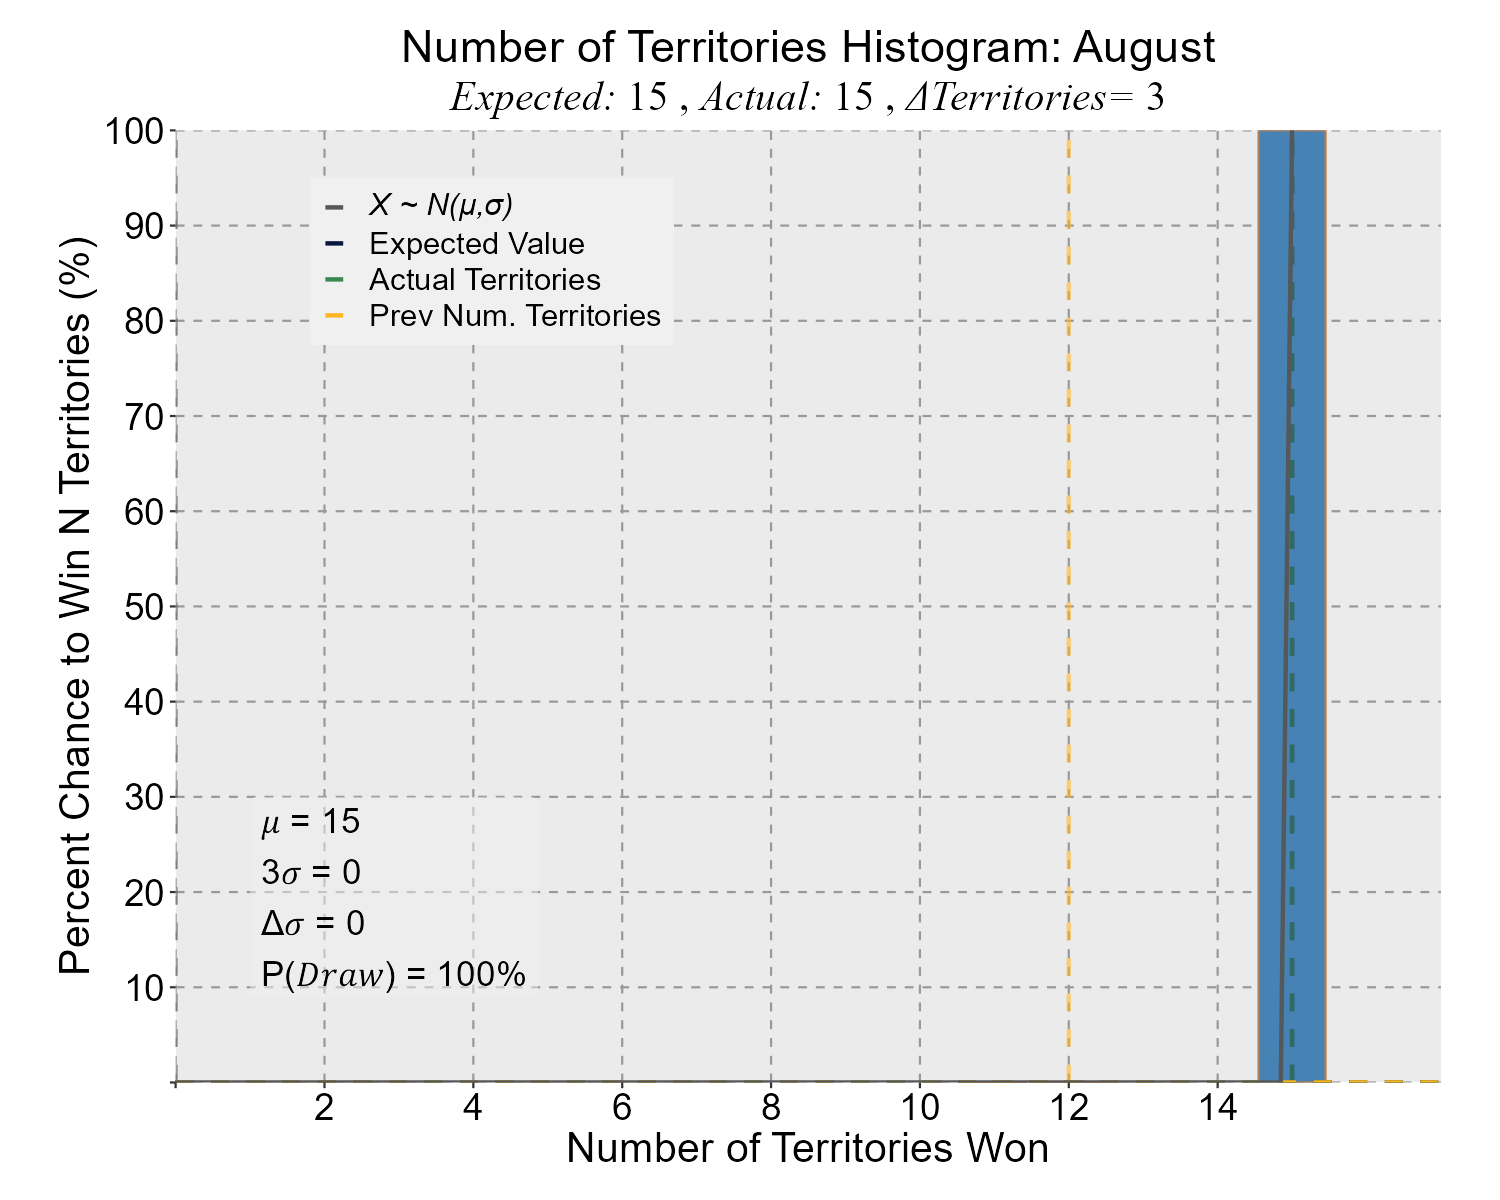 Number of Territories Histogram: August
Expected: 15 , Actual: 15 , ΔTerritories= 3
Percent Chance to Win N Territories (%)
100
90
80
70
60
50
40
30
20
10
X ~ N(μ,σ)
Expected Value
Actual Territories
Prev Num. Territories
μ = 15
3σ = 0
Δσ = 0
P(Draw) = 100%
2 4 6 8 10 12 14
Number of Territories Won